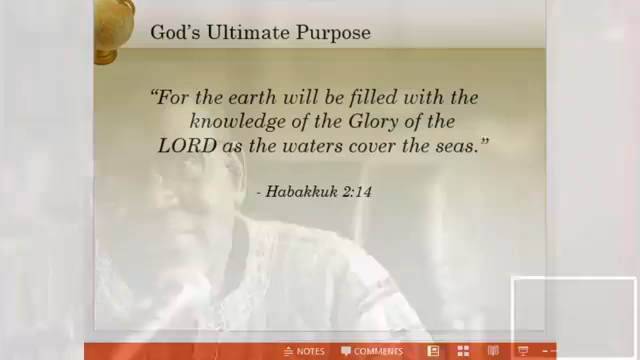 God's Ultimate Purpose
“For the earth will be filled with the
knowledge of the Glory of the
LORD as the waters cover the seas.”
- Habakkuk 2:14
NOTES COMMENTS